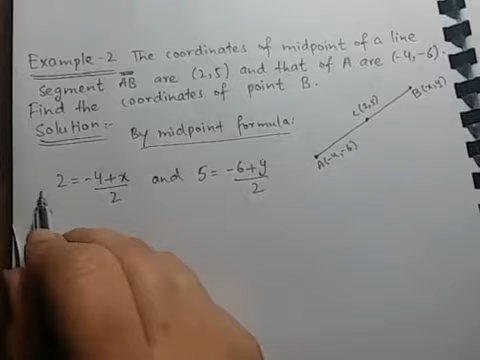 Example-2 The coordinates of midpoint of a line
segment AB are (2,5) and that of A are (-4,-6).
Find the coordinates of point B.
Solution:- By midpoint formula:
B(x,y)
C(2,5)
A(-4,-6)
2 = -4+x/2 and 5 = -6+y/2